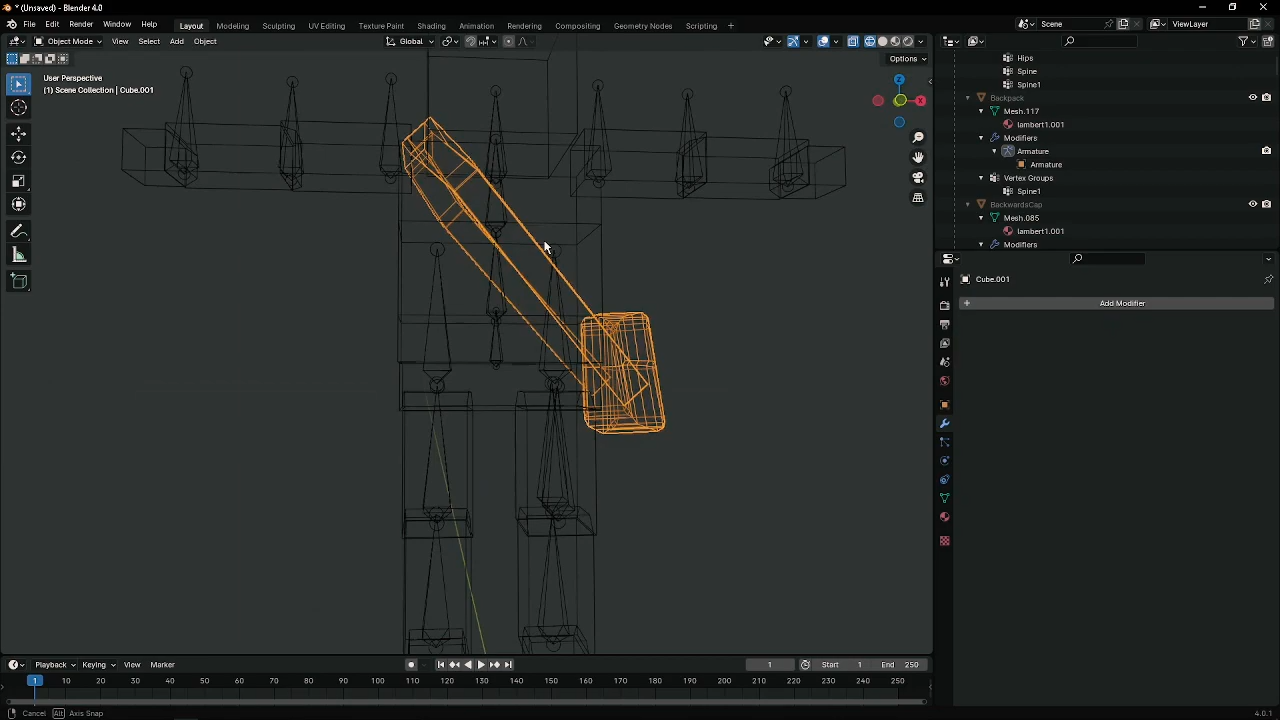 * (Unsaved) - Blender 4.0
File Edit Render Window Help Layout Modeling Sculpting UV Editing Texture Paint Shading Animation Rendering Compositing Geometry Nodes Scripting + Scene ViewLayer
Object Mode View Select Add Object Global
Options
User Perspective
(1) Scene Collection | Cube.001
Z
X
Hips
Spine
Spine1
Backpack
Mesh.117
lambert1.001
Modifiers
Armature
Armature
Vertex Groups
Spine1
BackwardsCap
Mesh.085
lambert1.001
Modifiers
Cube.001
+ Add Modifier
Playback Keying View Marker 1 Start 1 End 250
1 10 20 30 40 50 60 70 80 90 100 110 120 130 140 150 160 170 180 190 200 210 220 230 240 250
Cancel Alt Axis Snap 4.0.1